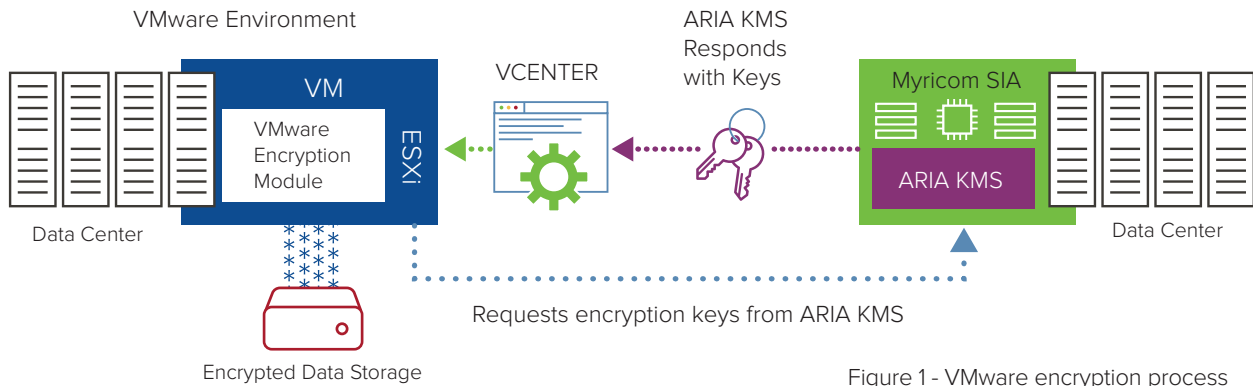 VMware Environment
ARIA KMS
Responds
with Keys
VM
VMware
Encryption
Module
ESXi
VCENTER
Myricom SIA
ARIA KMS
Data Center
Data Center
Requests encryption keys from ARIA KMS
Encrypted Data Storage
Figure 1 - VMware encryption process